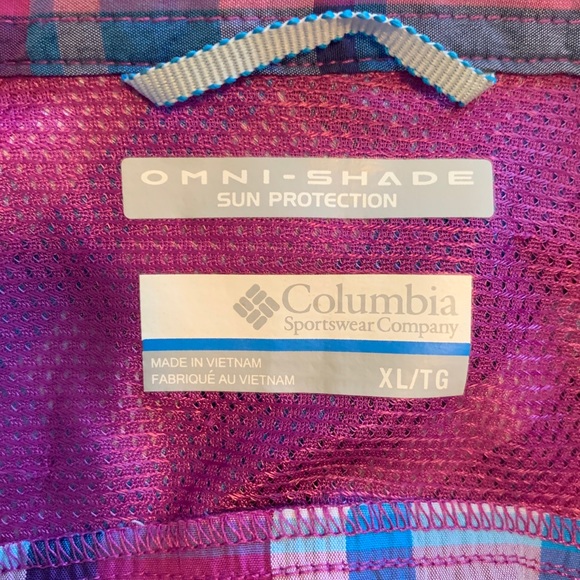 OMNI-SHADE
SUN PROTECTION
Columbia
Sportswear Company
MADE IN VIETNAM
FABRIQUÉ AU VIETNAM
XL/TG